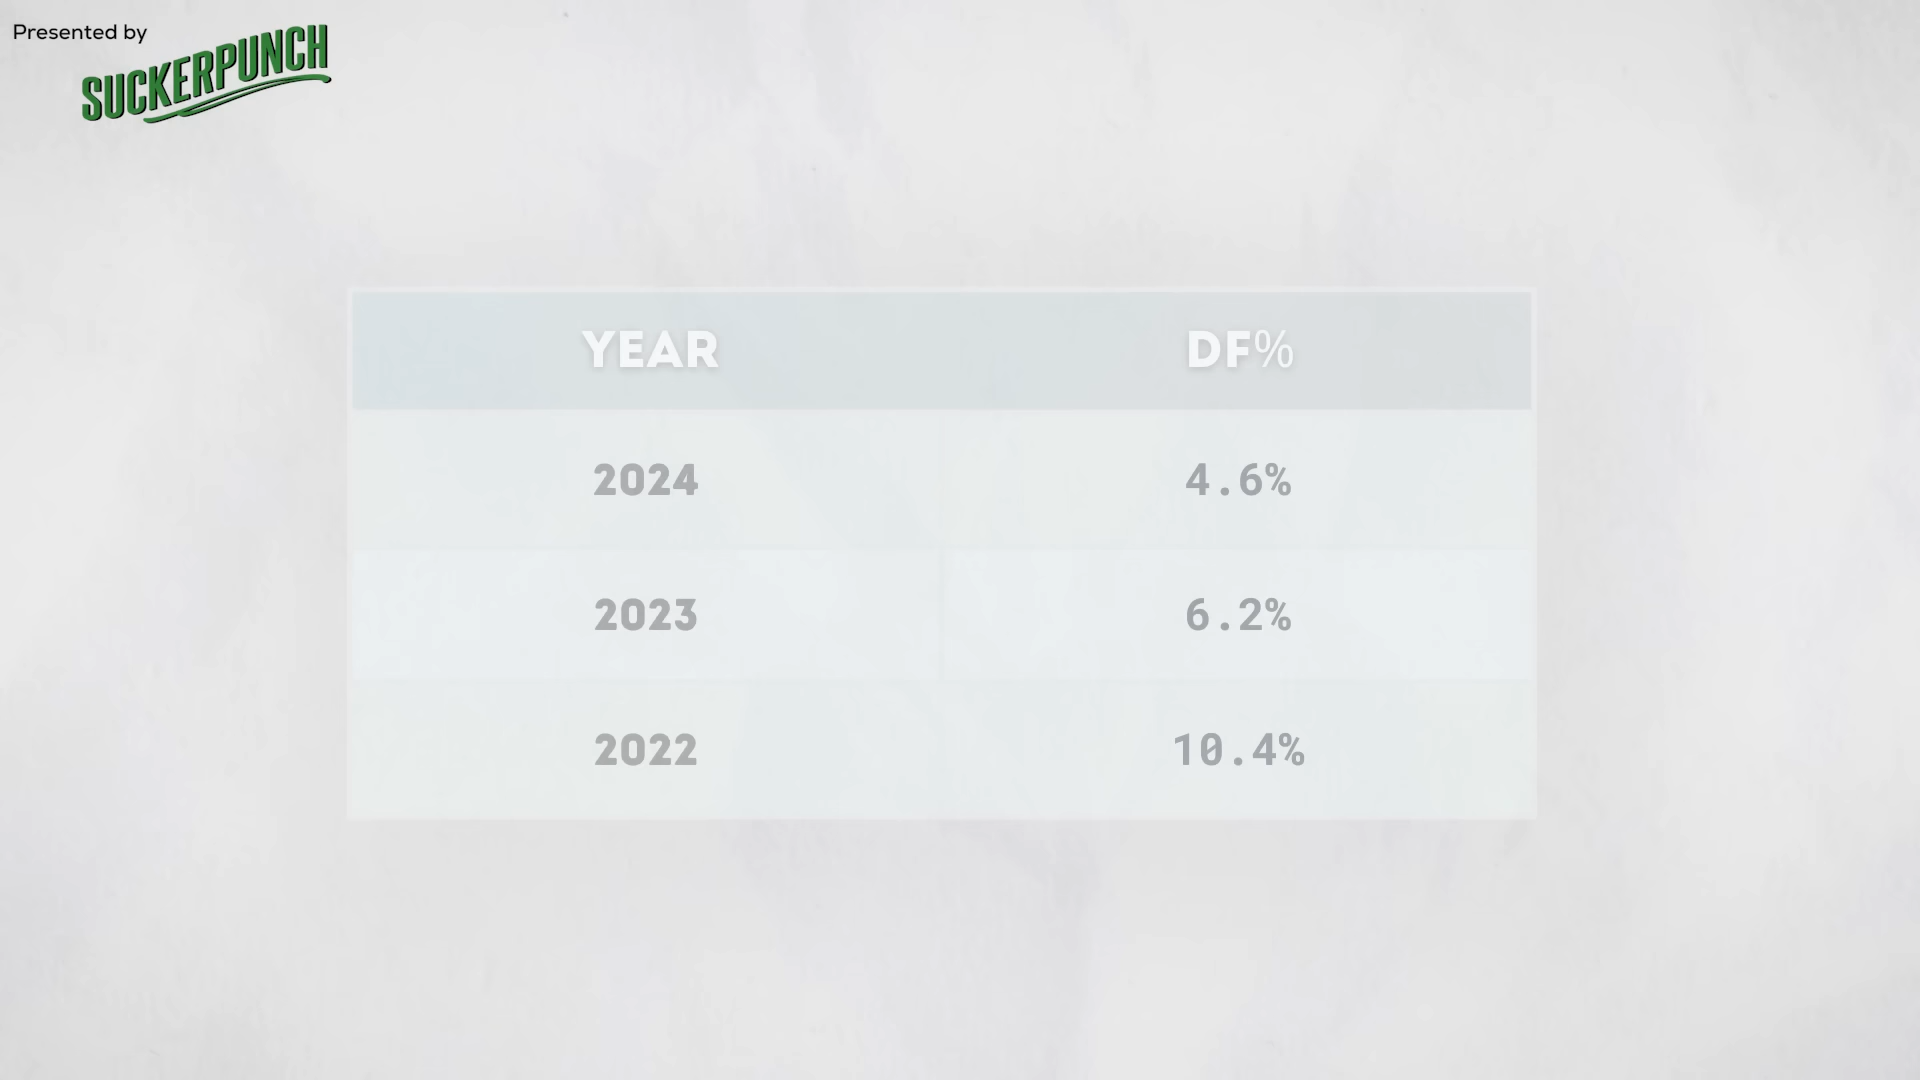 Presented by
SUCKERPUNCH
YEAR DF%
2024 4.6%
2023 6.2%
2022 10.4%